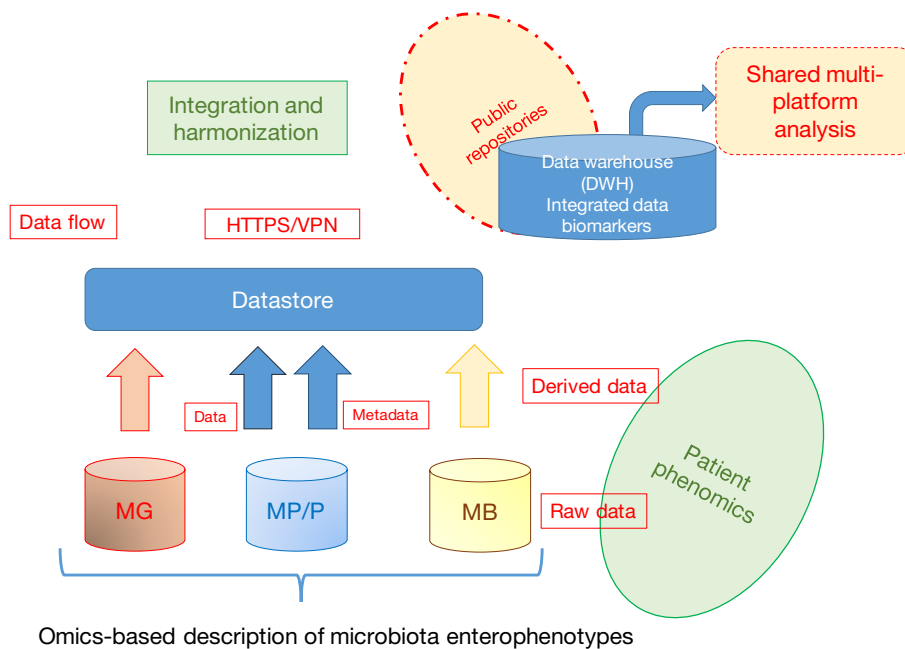 Shared multi-
platform
analysis
Integration and
harmonization
Public
repositories
Data warehouse
(DWH)
Integrated data
biomarkers
Data flow
HTTPS/VPN
Datastore
Derived data
Data
Metadata
Patient
phenomics
MG
MP/P
MB
Raw data
Omics-based description of microbiota enterophenotypes